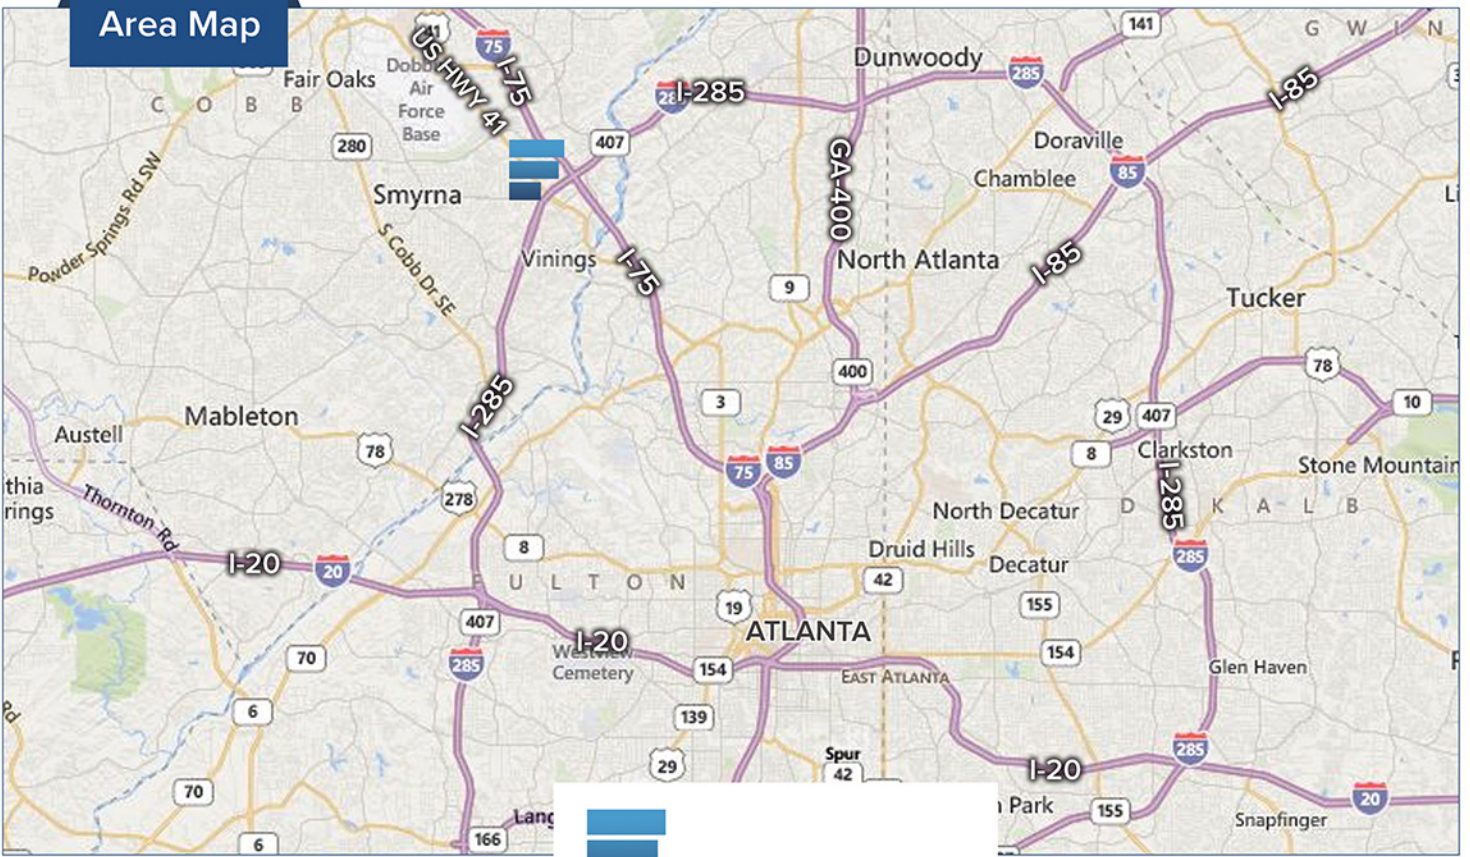 Area Map
41
US HWY 41
75
I-75
141
G W I N
Dunwoody
285
I-285
Fair Oaks
Air
Force
Base
C O B B
I-85
407
280
Doraville
85
Chamblee
GA-400
Smyrna
Powder Springs Rd SW
S Cobb Dr SE
Vinings
I-75
North Atlanta
I-85
9
Tucker
400
78
I-285
3
29
407
10
Mableton
Austell
78
8
Clarkston
75
85
Stone Mountain
278
I-285
Thornton Rd
North Decatur
D K A L B
8
Druid Hills
Decatur
285
I-20
20
U L T O N
42
19
155
407
ATLANTA
I-20
Westview
Cemetery
285
154
154
70
EAST ATLANTA
Glen Haven
6
139
285
Spur
42
29
I-20
20
70
Park
155
Snapfinger
Lang
166
6